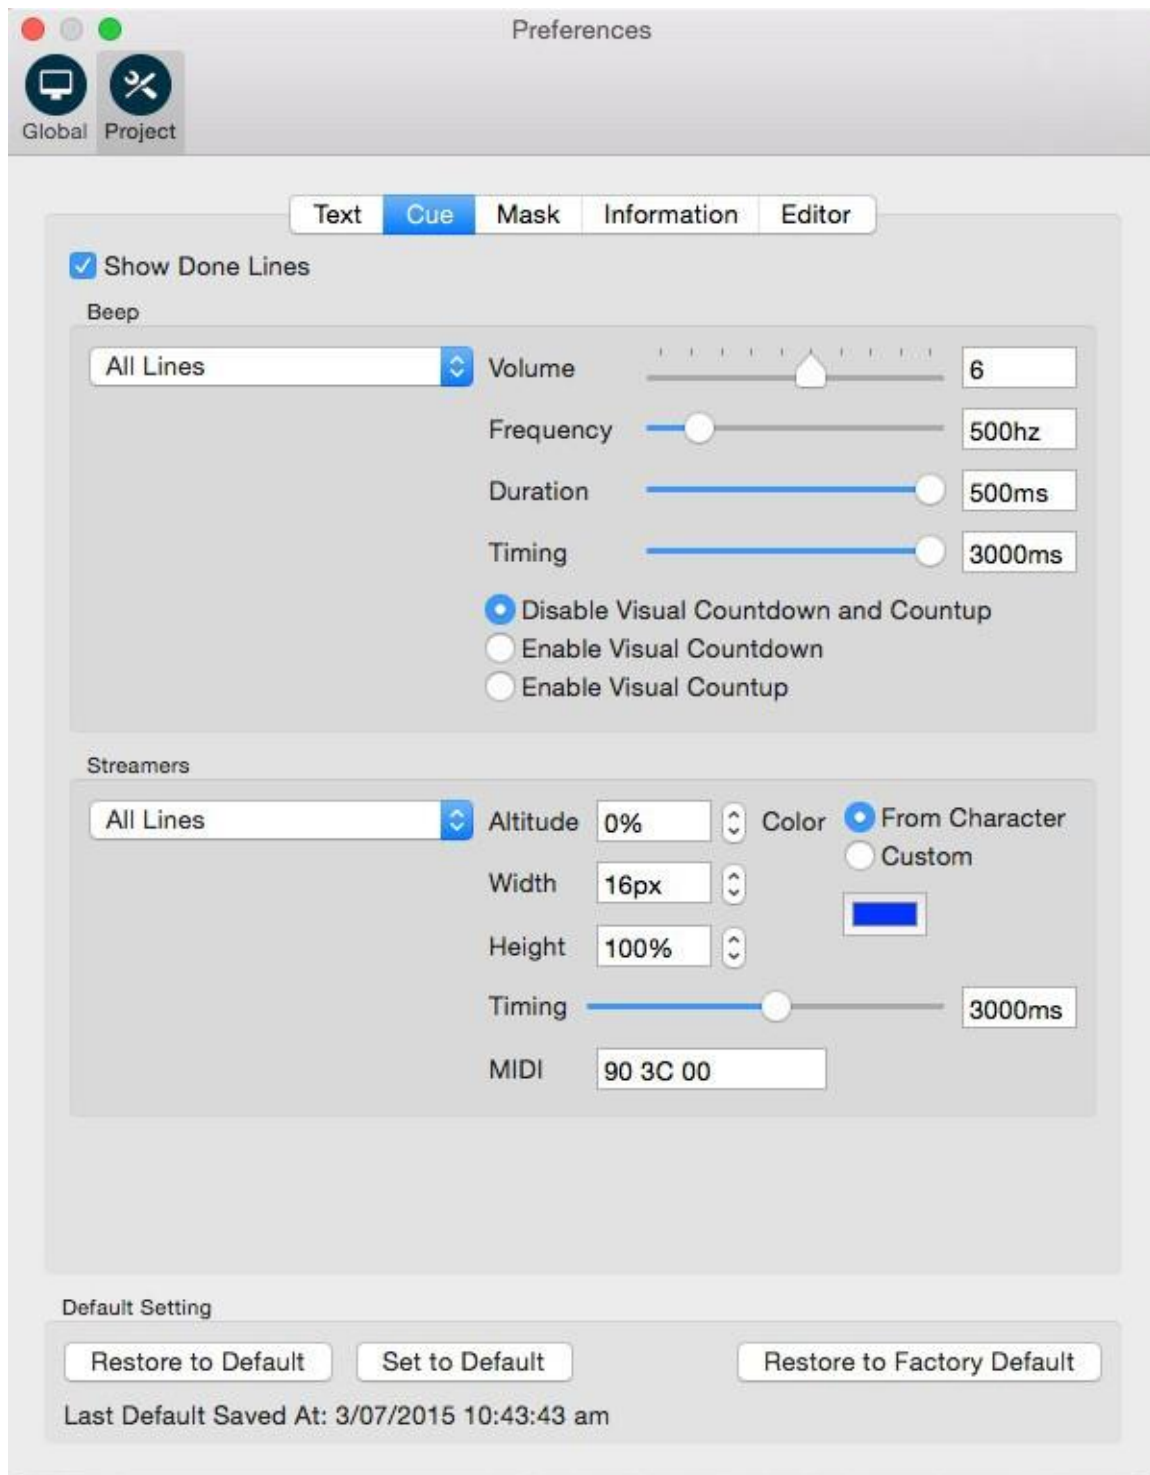 Preferences
Global Project
Text Cue Mask Information Editor
Show Done Lines
Beep
All Lines
Volume 6
Frequency 500hz
Duration 500ms
Timing 3000ms
Disable Visual Countdown and Countup
Enable Visual Countdown
Enable Visual Countup
Streamers
All Lines
Altitude 0% Color From Character
Custom
Width 16px
Height 100%
Timing 3000ms
MIDI 90 3C 00
Default Setting
Restore to Default Set to Default Restore to Factory Default
Last Default Saved At: 3/07/2015 10:43:43 am